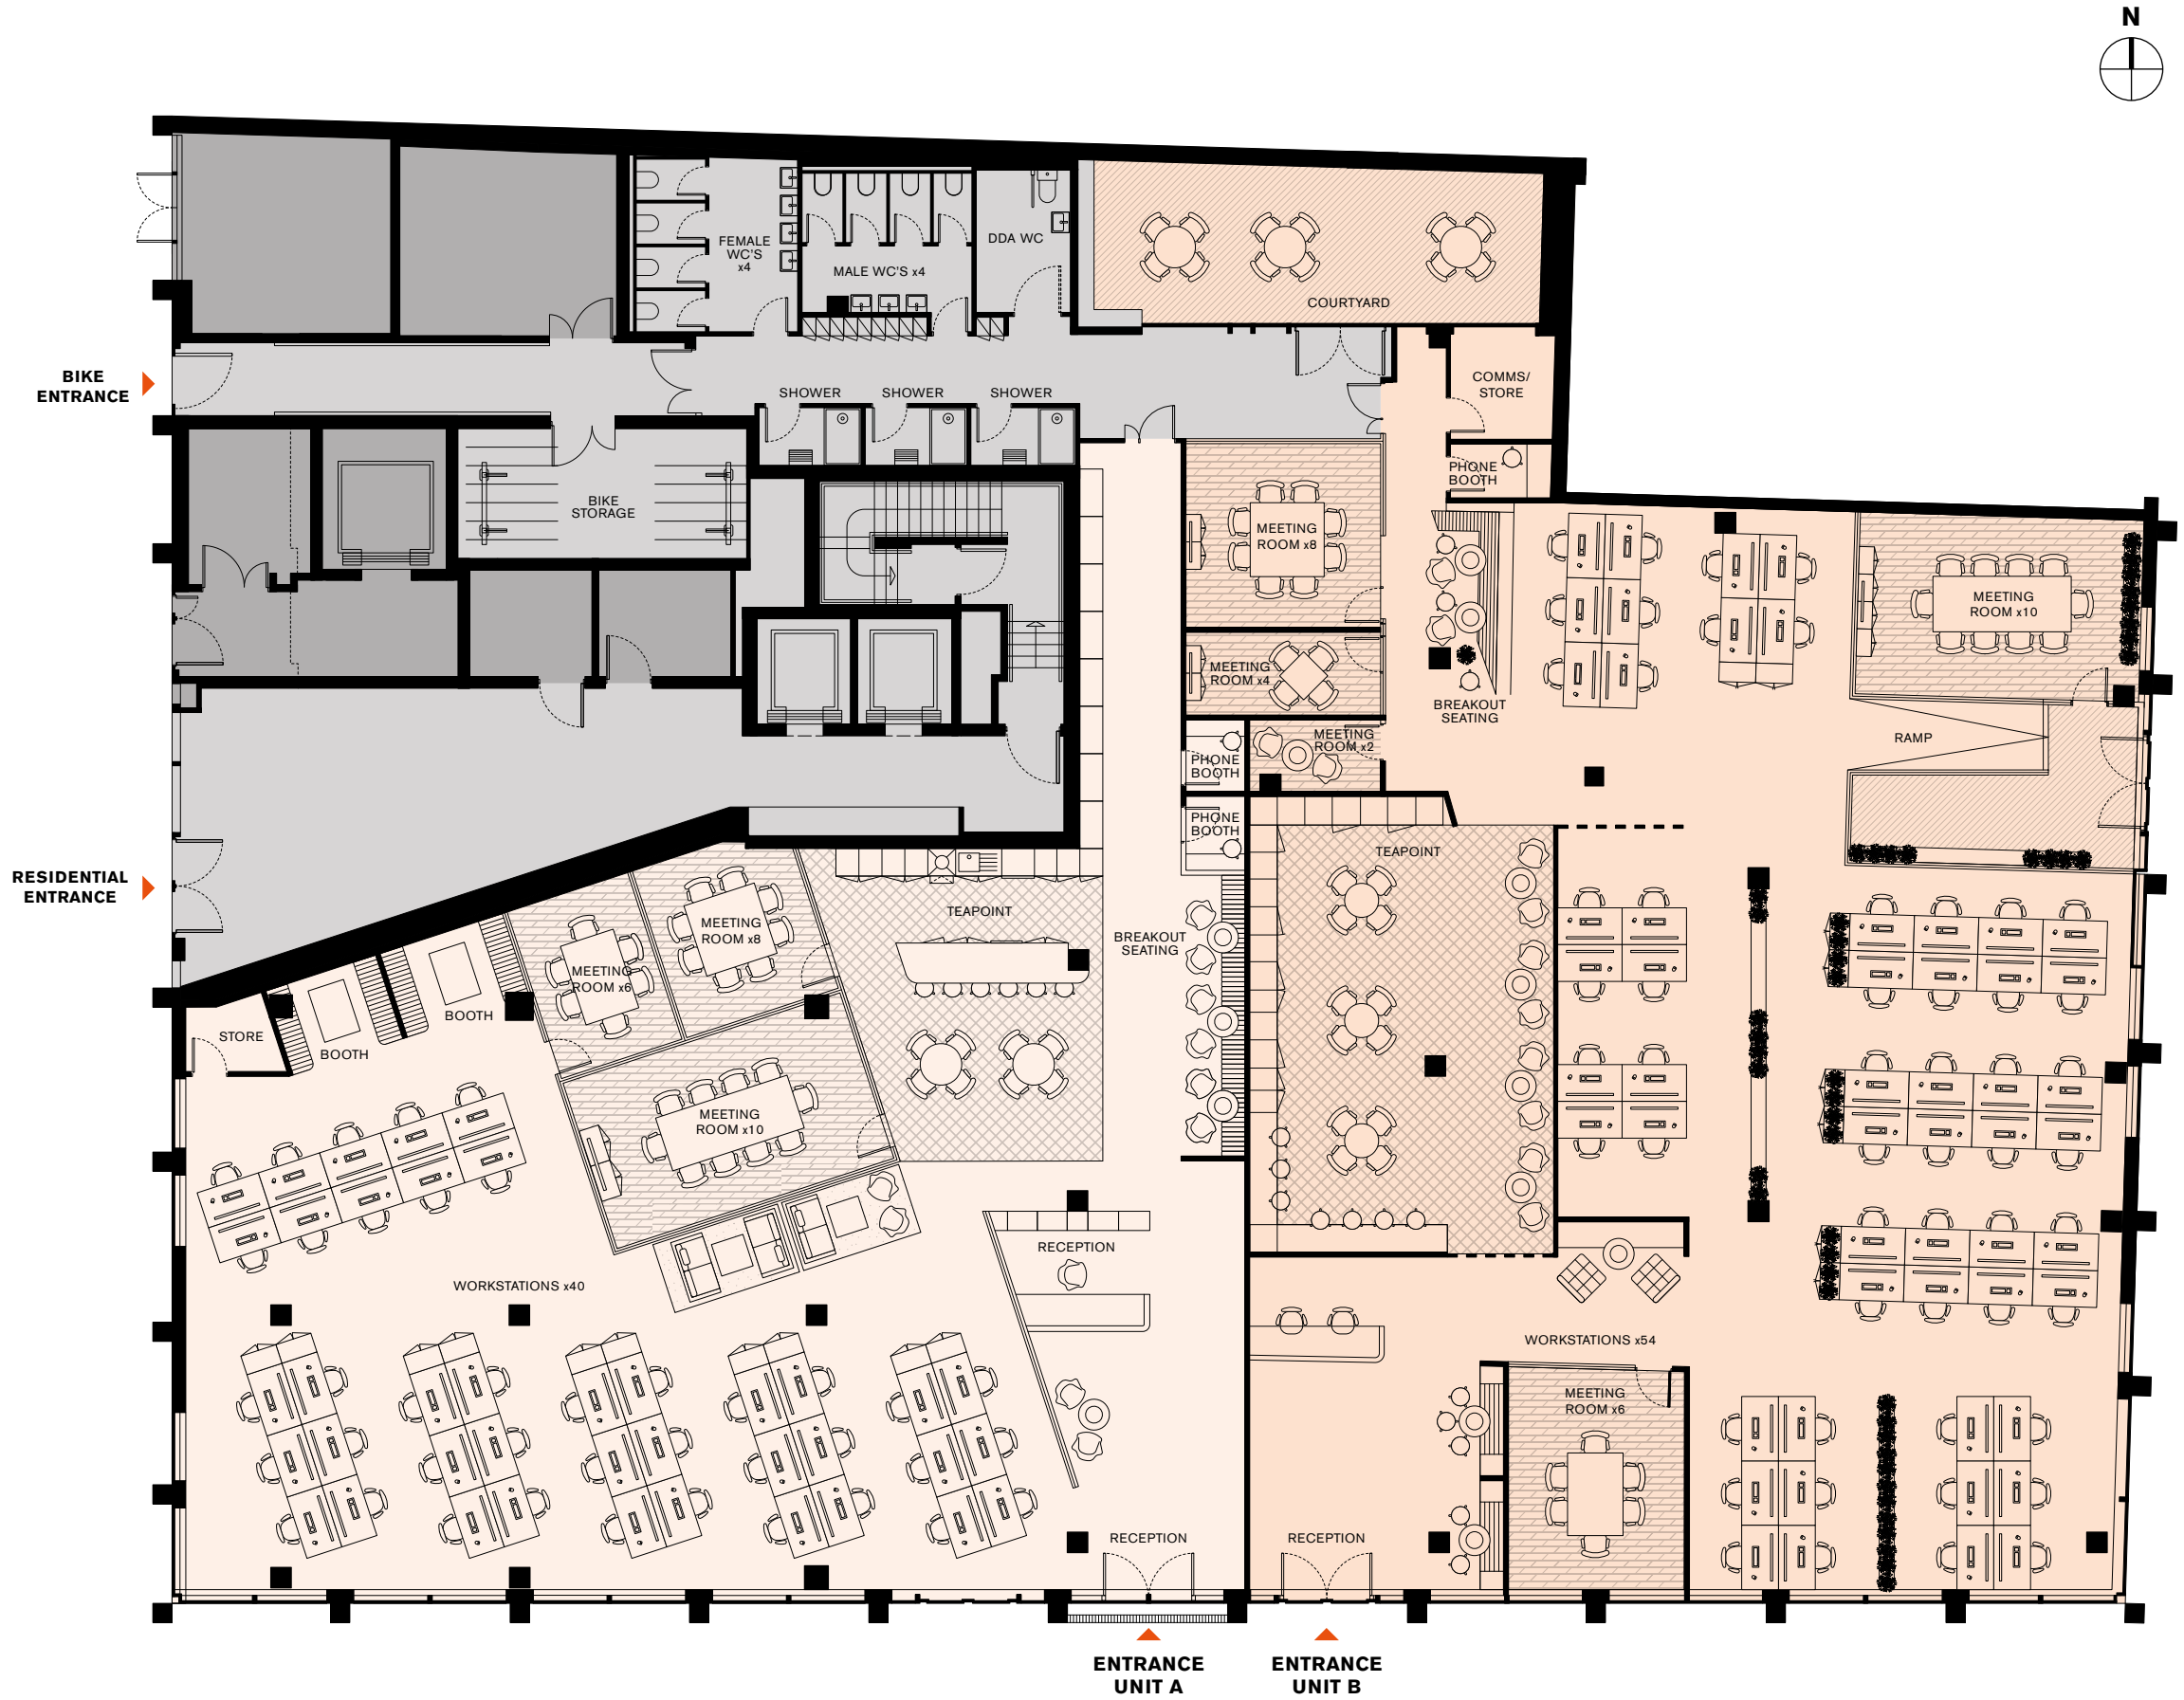 N
FEMALE
WC'S
x4
MALE WC'S x4
DDA WC
COURTYARD
BIKE
ENTRANCE
SHOWER
SHOWER
SHOWER
COMMS/
STORE
PHONE
BOOTH
BIKE
STORAGE
MEETING
ROOM x8
MEETING
ROOM x10
MEETING
ROOM x4
BREAKOUT
SEATING
MEETING
ROOM x2
RAMP
PHONE
BOOTH
PHONE
BOOTH
TEAPOINT
RESIDENTIAL
ENTRANCE
TEAPOINT
MEETING
ROOM x8
BREAKOUT
SEATING
MEETING
ROOM x6
BOOTH
STORE
BOOTH
MEETING
ROOM x10
RECEPTION
WORKSTATIONS x40
WORKSTATIONS x54
MEETING
ROOM x6
RECEPTION
RECEPTION
ENTRANCE
UNIT A
ENTRANCE
UNIT B